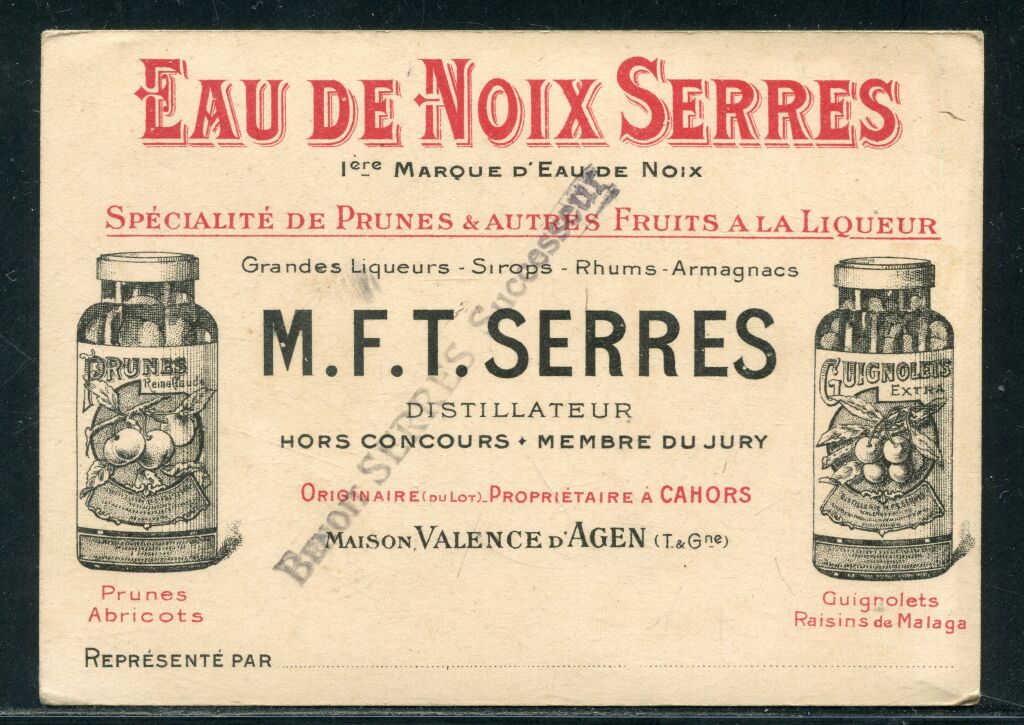 EAU DE NOIX SERRES
1ère MARQUE D'EAU DE NOIX
SPÉCIALITÉ DE PRUNES & AUTRES FRUITS A LA LIQUEUR
Grandes Liqueurs - Sirops - Rhums - Armagnacs
M.F.T. SERRES
DISTILLATEUR
HORS CONCOURS ♦ MEMBRE DU JURY
ORIGINAIRE (DU LOT)_PROPRIÉTAIRE A CAHORS
MAISON, VALENCE D'AGEN (T. & Gne)
SERRES Successeur
PRUNES
Reine Claude
Prunes
Abricots
GUIGNOLETS
EXTRA
Guignolets
Raisins de Malaga
REPRÉSENTÉ PAR